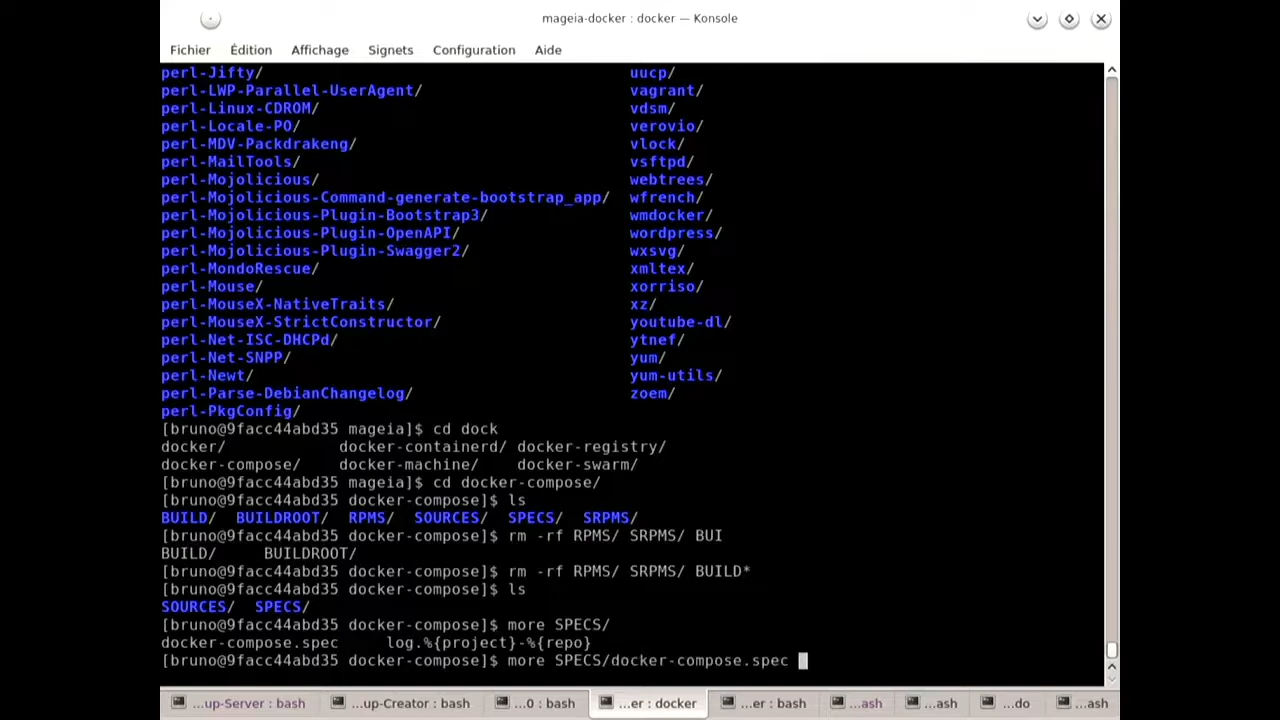 mageia-docker : docker — Konsole
Fichier Édition Affichage Signets Configuration Aide
perl-Jifty/ uucp/
perl-LWP-Parallel-UserAgent/ vagrant/
perl-Linux-CDROM/ vdsm/
perl-Locale-PO/ verovio/
perl-MDV-Packdrakeng/ vlock/
perl-MailTools/ vsftpd/
perl-Mojolicious/ webtrees/
perl-Mojolicious-Command-generate-bootstrap_app/ wfrench/
perl-Mojolicious-Plugin-Bootstrap3/ wmdocker/
perl-Mojolicious-Plugin-OpenAPI/ wordpress/
perl-Mojolicious-Plugin-Swagger2/ wxsvg/
perl-MondoRescue/ xmltex/
perl-Mouse/ xorriso/
perl-MouseX-NativeTraits/ xz/
perl-MouseX-StrictConstructor/ youtube-dl/
perl-Net-ISC-DHCPd/ ytnef/
perl-Net-SNPP/ yum/
perl-Newt/ yum-utils/
perl-Parse-DebianChangelog/ zoem/
perl-PkgConfig/
[bruno@9facc44abd35 mageia]$ cd dock
docker/ docker-containerd/ docker-registry/
docker-compose/ docker-machine/ docker-swarm/
[bruno@9facc44abd35 mageia]$ cd docker-compose/
[bruno@9facc44abd35 docker-compose]$ ls
BUILD/ BUILDROOT/ RPMS/ SOURCES/ SPECS/ SRPMS/
[bruno@9facc44abd35 docker-compose]$ rm -rf RPMS/ SRPMS/ BUI
BUILD/ BUILDROOT/
[bruno@9facc44abd35 docker-compose]$ rm -rf RPMS/ SRPMS/ BUILD*
[bruno@9facc44abd35 docker-compose]$ ls
SOURCES/ SPECS/
[bruno@9facc44abd35 docker-compose]$ more SPECS/
docker-compose.spec log.%{project}-%{repo}
[bruno@9facc44abd35 docker-compose]$ more SPECS/docker-compose.spec
...up-Server : bash ...up-Creator : bash ...0 : bash ...er : docker ...er : bash ...ash ...ash ...do ...ash